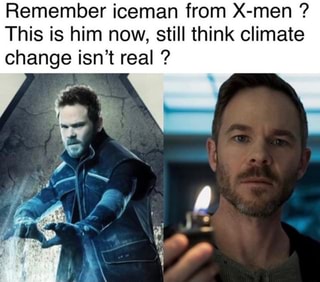 Remember iceman from X-men ?
This is him now, still think climate
change isn't real ?